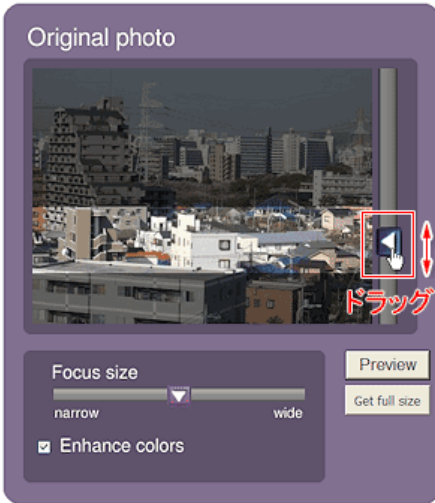 Original photo
ドラッグ
Focus size
narrow
wide
Enhance colors
Preview
Get full size